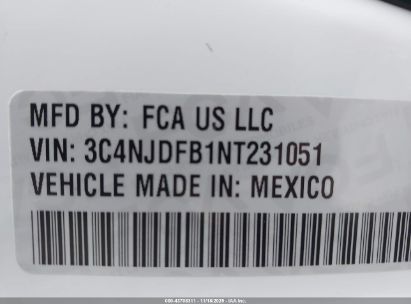 MFD BY: FCA US LLC
VIN: 3C4NJDFB1NT231051
VEHICLE MADE IN: MEXICO